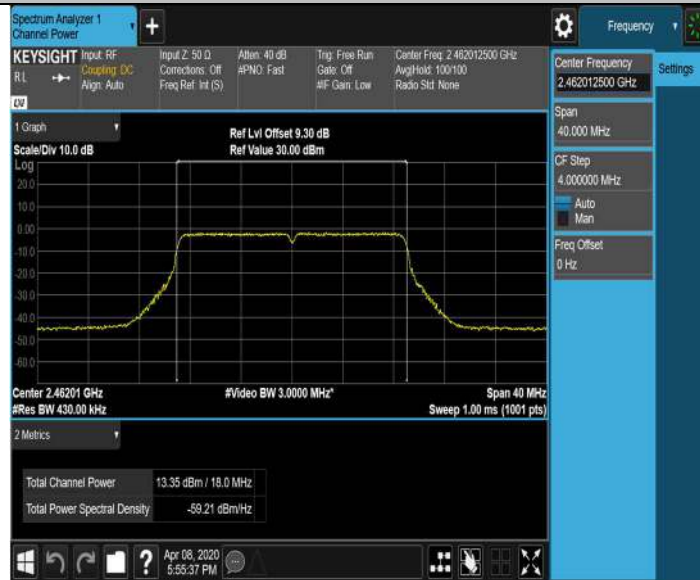 Spectrum Analyzer 1
Channel Power
Frequency
KEYSIGHT
Input: RF
Coupling: DC
Align: Auto
Input Z: 50 Ω
Corrections: Off
Freq Ref: Int (S)
Atten: 40 dB
#PNO: Fast
Trig: Free Run
Gate: Off
#IF Gain: Low
Center Freq: 2.462012500 GHz
Avg|Hold: 100/100
Radio Std: None
RL
Center Frequency
2.462012500 GHz
Settings
Span
40.000 MHz
CF Step
4.000000 MHz
Auto
Man
Freq Offset
0 Hz
1 Graph
Scale/Div 10.0 dB
Ref Lvl Offset 9.30 dB
Ref Value 30.00 dBm
Log
20.0
10.0
0.00
-10.0
-20.0
-30.0
-40.0
-50.0
-60.0
Center 2.46201 GHz
#Video BW 3.0000 MHz*
Span 40 MHz
#Res BW 430.00 kHz
Sweep 1.00 ms (1001 pts)
2 Metrics
Total Channel Power
13.35 dBm / 18.0 MHz
Total Power Spectral Density
-59.21 dBm/Hz
?
Apr 08, 2020
5:55:37 PM